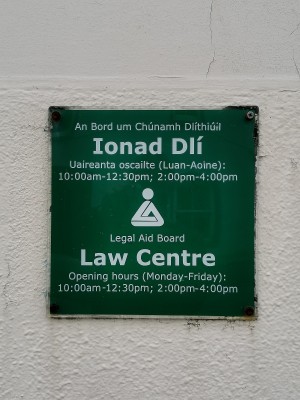 An Bord um Chúnamh Dlíthiúil
Ionad Dlí
Uaireanta oscailte (Luan-Aoine):
10:00am-12:30pm; 2:00pm-4:00pm
Legal Aid Board
Law Centre
Opening hours (Monday-Friday):
10:00am-12:30pm; 2:00pm-4:00pm